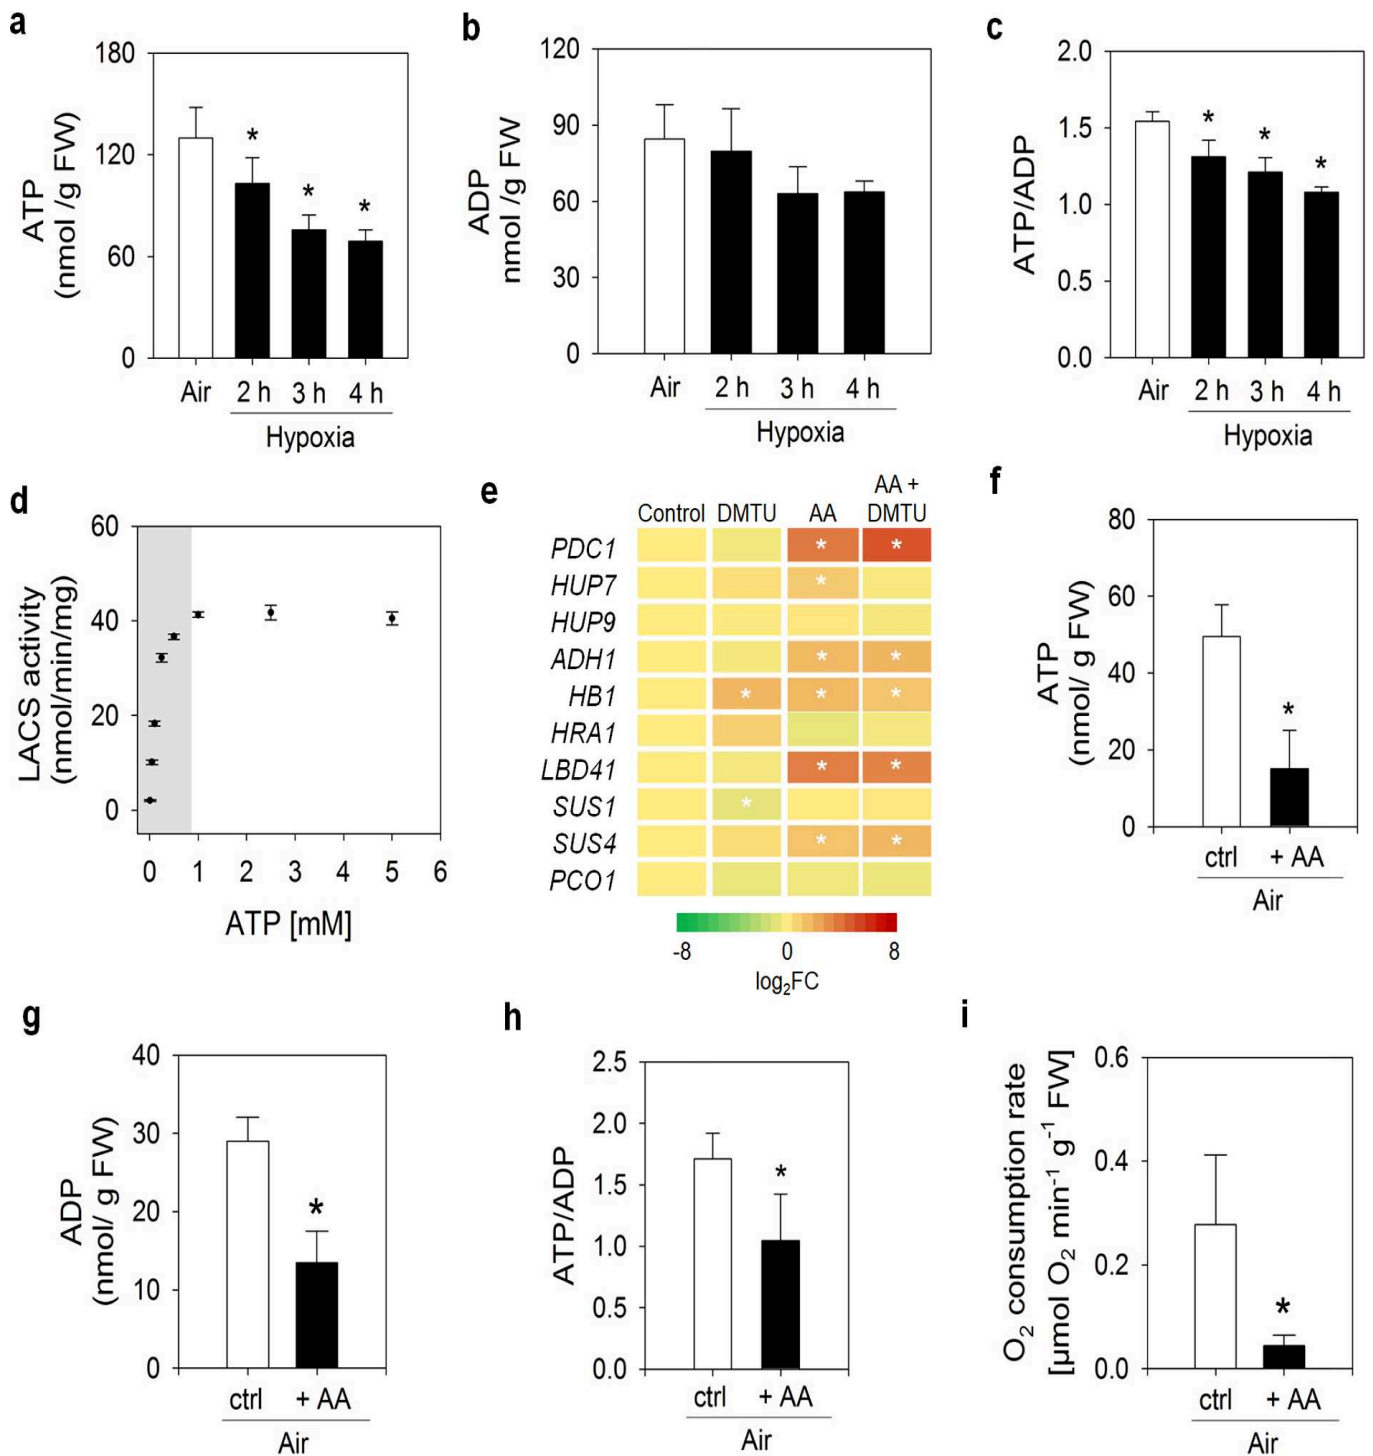 a
180
120
60
0
ATP
(nmol /g FW)
*
*
*
Air
2 h
3 h
4 h
Hypoxia
b
120
90
60
30
0
ADP
nmol /g FW
Air
2 h
3 h
4 h
Hypoxia
c
2.0
1.5
1.0
0.5
0.0
ATP/ADP
*
*
*
Air
2 h
3 h
4 h
Hypoxia
d
60
40
20
0
LACS activity
(nmol/min/mg)
0 1 2 3 4 5 6
ATP [mM]
e
Control
DMTU
AA
AA +
DMTU
PDC1 * *
HUP7 *
HUP9
ADH1 * *
HB1 * * *
HRA1
LBD41 * *
SUS1 *
SUS4 * *
PCO1
-8 0 8
log₂FC
f
80
60
40
20
0
ATP
(nmol/ g FW)
*
ctrl
+ AA
Air
g
40
30
20
10
0
ADP
(nmol/ g FW)
*
ctrl
+ AA
Air
h
2.5
2.0
1.5
1.0
0.5
0.0
ATP/ADP
*
ctrl
+ AA
Air
i
0.6
0.4
0.2
0.0
O₂ consumption rate
[µmol O₂ min⁻¹ g⁻¹ FW]
*
ctrl
+ AA
Air